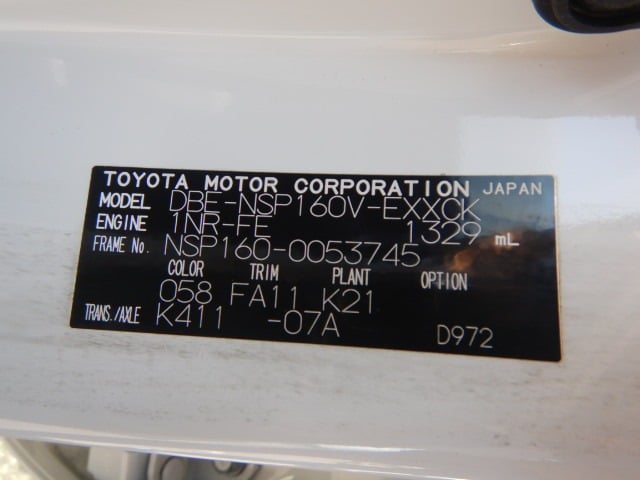 TOYOTA MOTOR CORPORATION JAPAN
MODEL DBE-NSP160V-EXXCK
ENGINE 1NR-FE 1329 mL
FRAME No. NSP160-0053745
COLOR TRIM PLANT OPTION
058 FA11 K21
TRANS./AXLE K411 -07A
D972